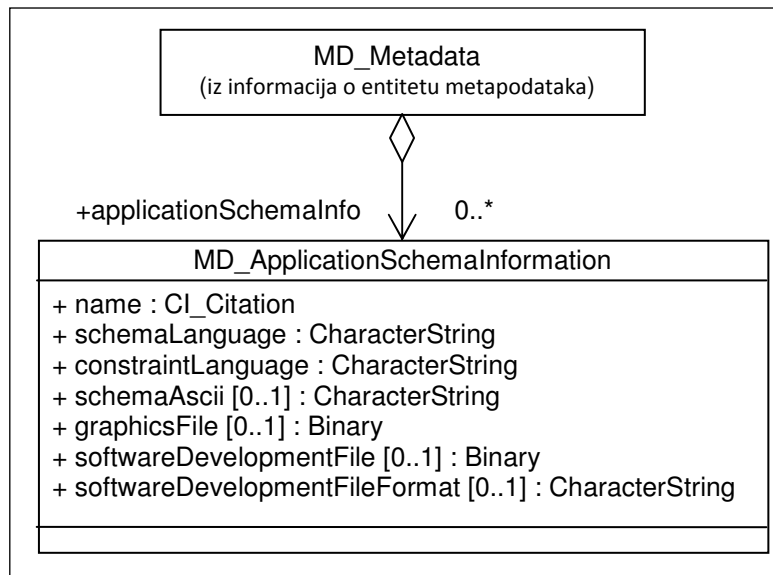 MD_Metadata
(iz informacija o entitetu metapodataka)
+applicationSchemaInfo 0..*
MD_ApplicationSchemaInformation
+ name : CI_Citation
+ schemaLanguage : CharacterString
+ constraintLanguage : CharacterString
+ schemaAscii [0..1] : CharacterString
+ graphicsFile [0..1] : Binary
+ softwareDevelopmentFile [0..1] : Binary
+ softwareDevelopmentFileFormat [0..1] : CharacterString